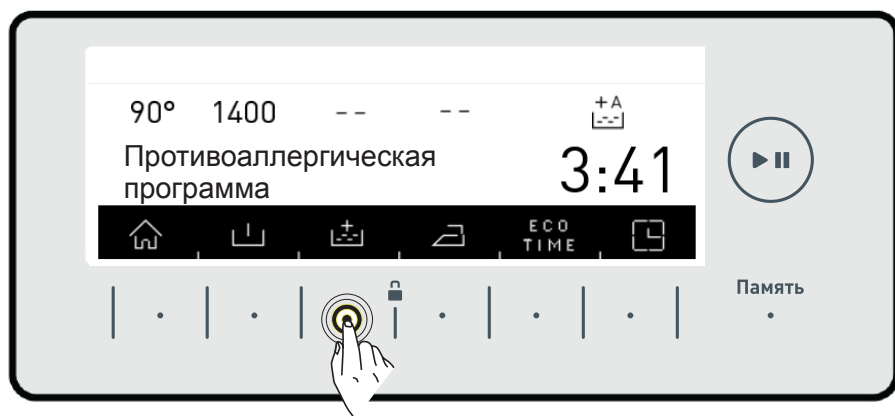 90° 1400 -- -- +A
Противоаллергическая
программа
3:41
ECO
TIME
Память